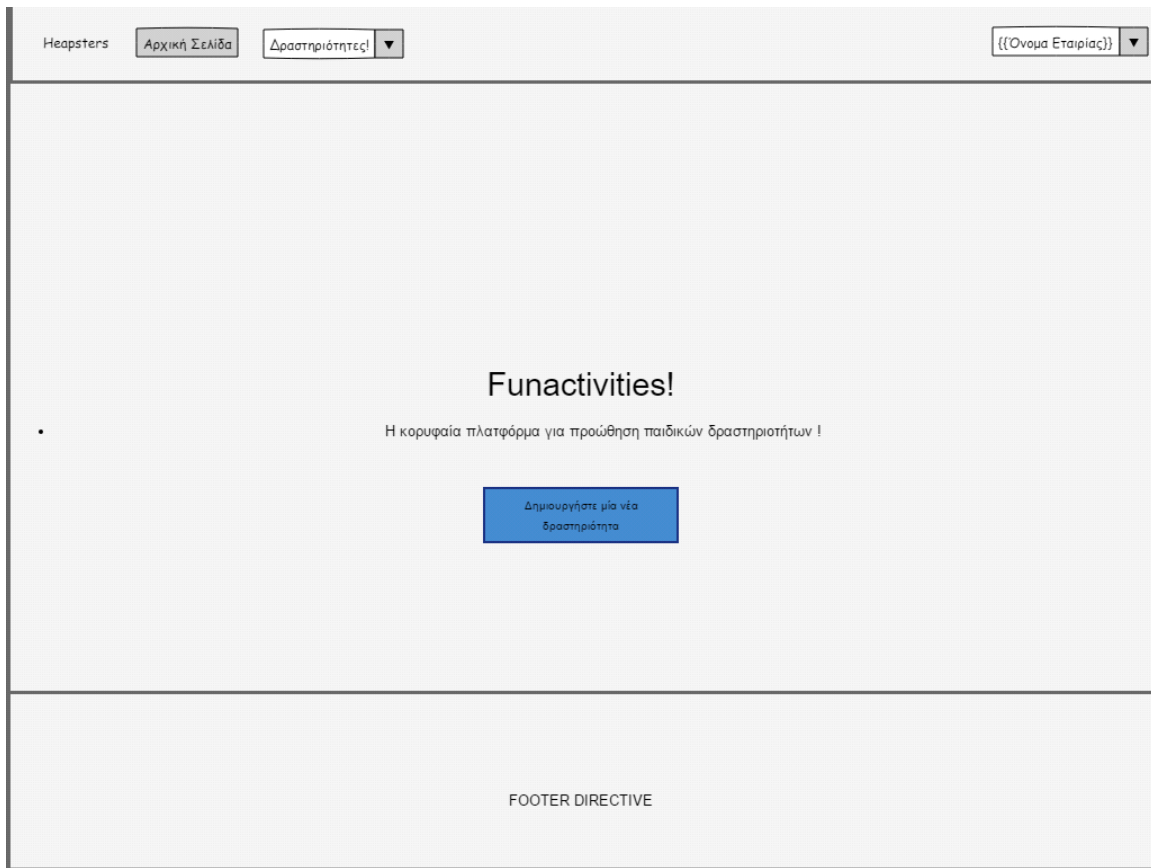 Heapsters Αρχική Σελίδα Δραστηριότητες! {{Όνομα Εταιρίας}}
Funactivities!
• Η κορυφαία πλατφόρμα για προώθηση παιδικών δραστηριοτήτων !
Δημιουργήστε μία νέα
δραστηριότητα
FOOTER DIRECTIVE